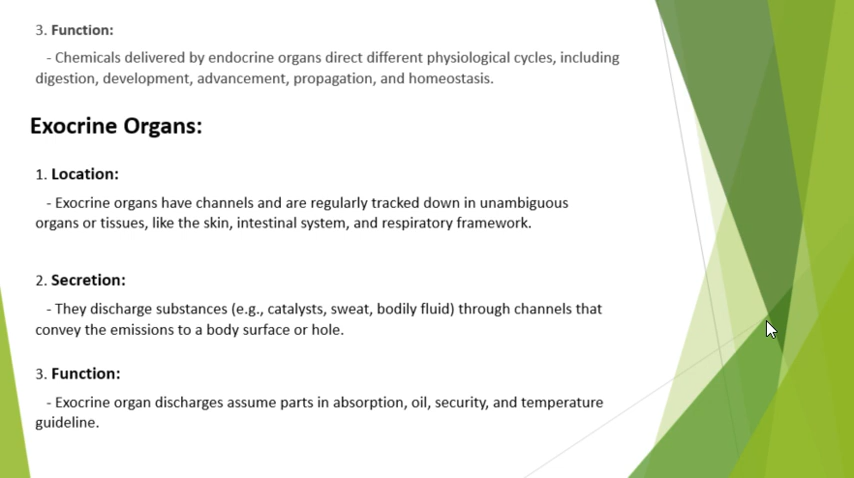 3. Function:
- Chemicals delivered by endocrine organs direct different physiological cycles, including
digestion, development, advancement, propagation, and homeostasis.
Exocrine Organs:
1. Location:
- Exocrine organs have channels and are regularly tracked down in unambiguous
organs or tissues, like the skin, intestinal system, and respiratory framework.
2. Secretion:
- They discharge substances (e.g., catalysts, sweat, bodily fluid) through channels that
convey the emissions to a body surface or hole.
3. Function:
- Exocrine organ discharges assume parts in absorption, oil, security, and temperature
guideline.